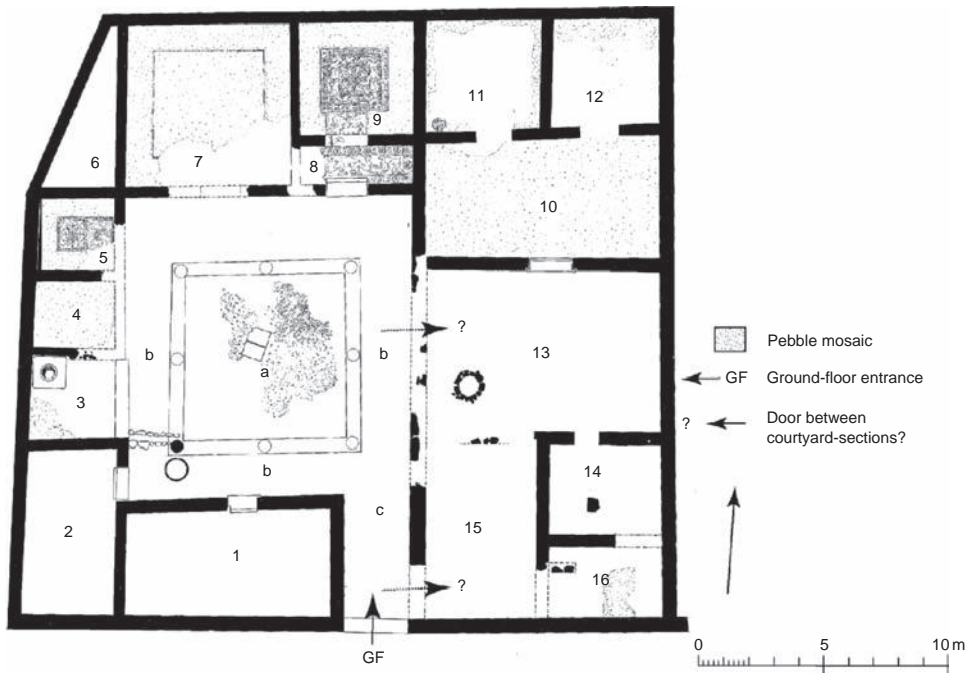 11
12
9
6
7
8
10
5
4
b
a
b
?
13
3
b
14
2
c
15
1
?
16
GF
Pebble mosaic
GF Ground-floor entrance
? Door between
courtyard-sections?
0 5 10 m